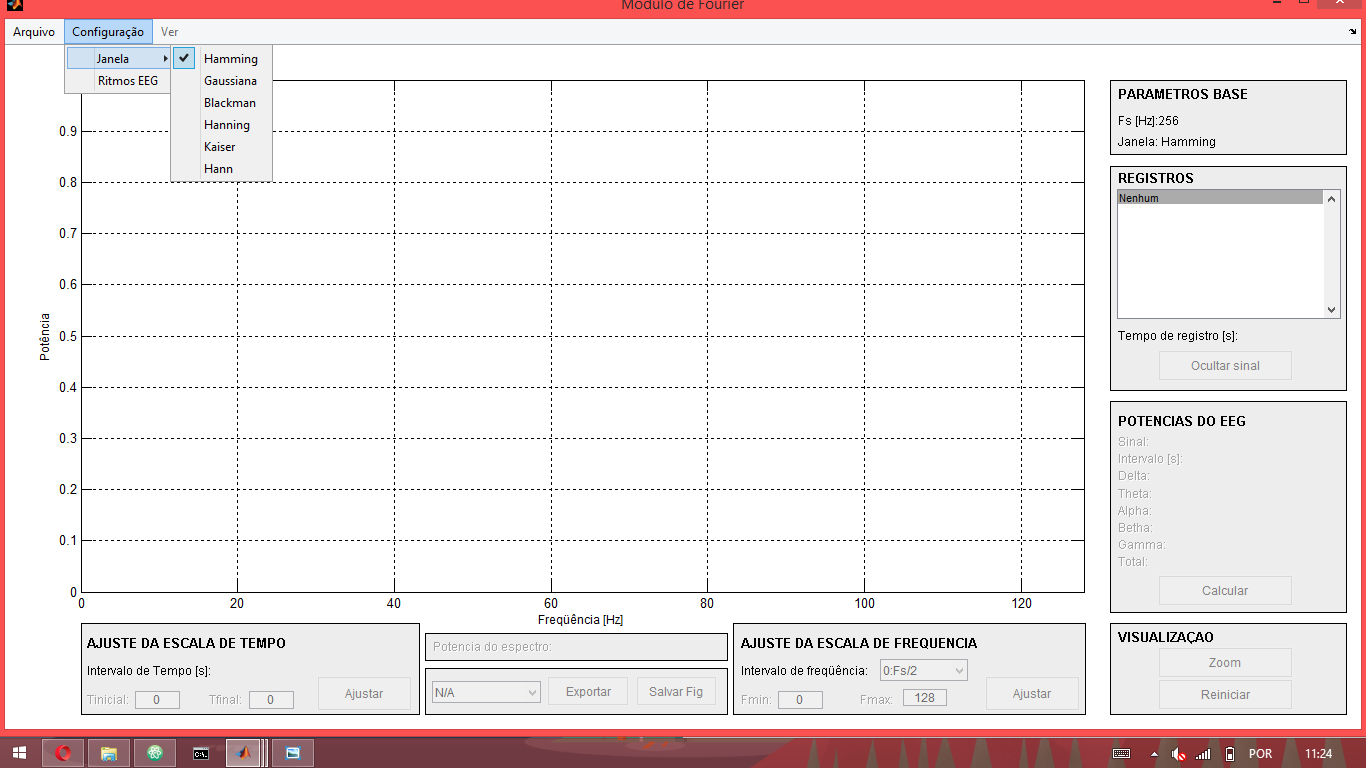 Módulo de Fourier
Arquivo Configuração Ver
Janela
Ritmos EEG
Hamming
Gaussiana
Blackman
Hanning
Kaiser
Hann
0.9
0.8
0.7
0.6
0.5
0.4
0.3
0.2
0.1
0
Potência
0 20 40 60 80 100 120
Freqüência [Hz]
PARAMETROS BASE
Fs [Hz]:256
Janela: Hamming
REGISTROS
Nenhum
Tempo de registro [s]:
Ocultar sinal
POTENCIAS DO EEG
Sinal:
Intervalo [s]:
Delta:
Theta:
Alpha:
Betha:
Gamma:
Total:
Calcular
AJUSTE DA ESCALA DE TEMPO
Intervalo de Tempo [s]:
Tinicial: 0 Tfinal: 0 Ajustar
Potencia do espectro:
N/A Exportar Salvar Fig
AJUSTE DA ESCALA DE FREQUENCIA
Intervalo de freqüência: 0:Fs/2
Fmin: 0 Fmax: 128 Ajustar
VISUALIZAÇAO
Zoom
Reiniciar
C:\.
POR 11:24